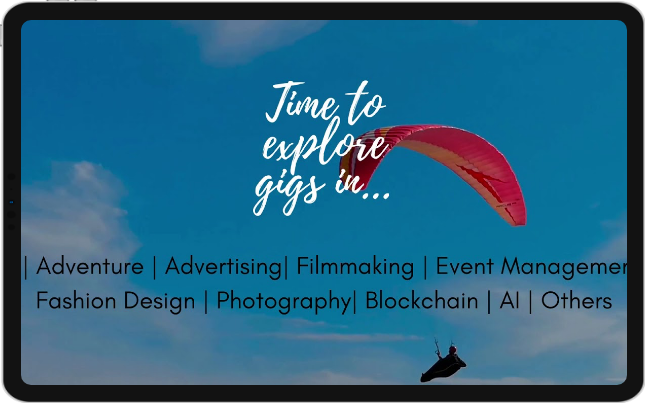 Time to
explore
gigs in...
| Adventure | Advertising| Filmmaking | Event Managemen
Fashion Design | Photography| Blockchain | AI | Others